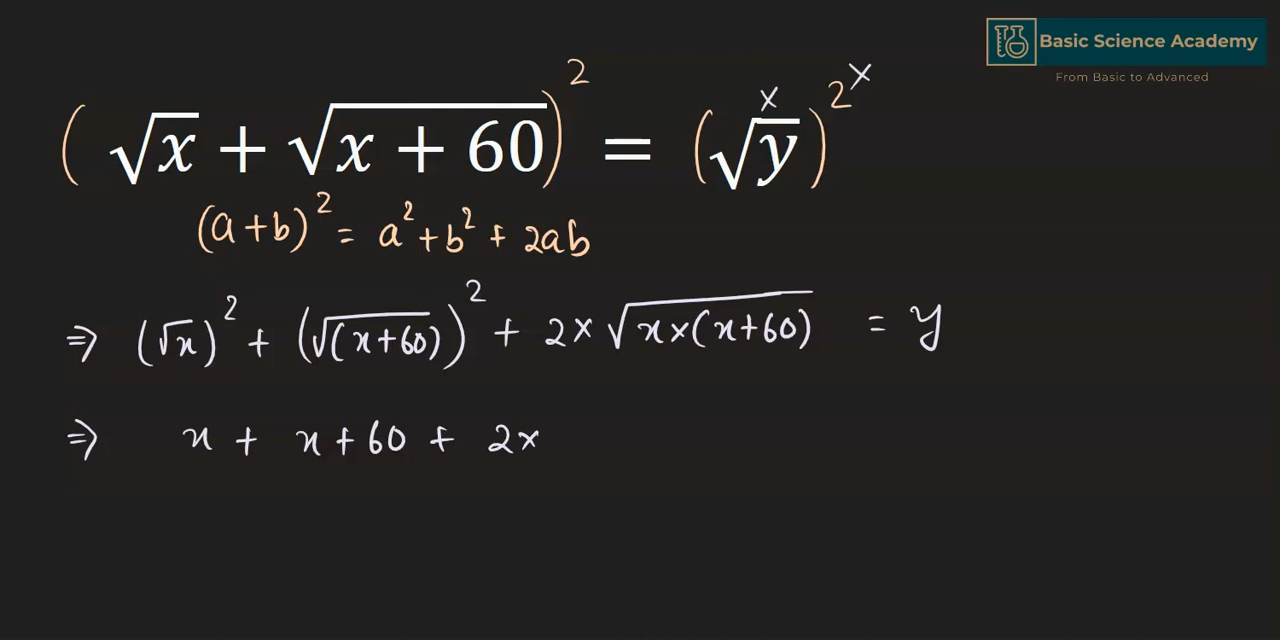 Basic Science Academy
From Basic to Advanced
(√x + √(x + 60))² = (√y)²
(a+b)² = a² + b² + 2ab
⇒ (√x)² + (√(x+60))² + 2× √(x×(x+60)) = y
⇒ x + x+60 + 2×